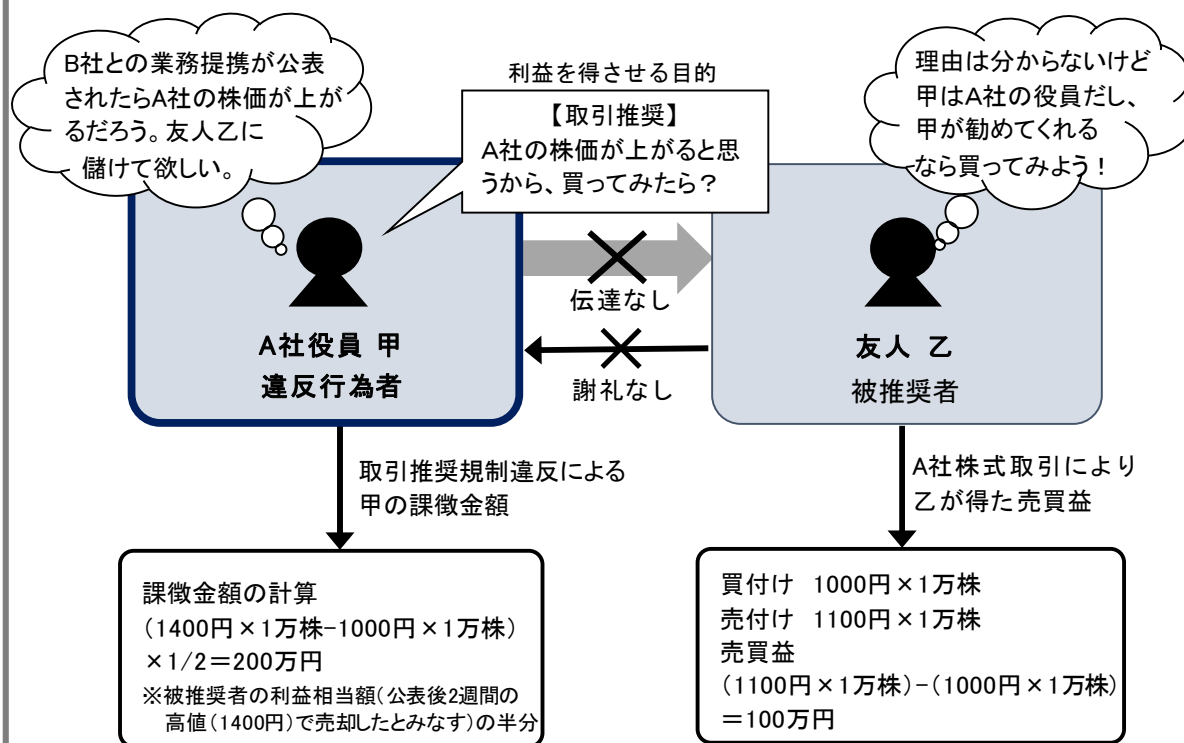 B社との業務提携が公表
されたらA社の株価が上が
るだろう。友人乙に
儲けて欲しい。
利益を得させる目的
【取引推奨】
A社の株価が上がると思
うから、買ってみたら？
理由は分からないけど
甲はA社の役員だし、
甲が勧めてくれる
なら買ってみよう！
伝達なし
謝礼なし
A社役員 甲
違反行為者
友人 乙
被推奨者
取引推奨規制違反による
甲の課徴金額
A社株式取引により
乙が得た売買益
課徴金額の計算
（1400円×1万株−1000円×1万株）
×1/2＝200万円
※被推奨者の利益相当額（公表後2週間の
高値（1400円）で売却したとみなす）の半分
買付け 1000円×1万株
売付け 1100円×1万株
売買益
（1100円×1万株）−（1000円×1万株）
＝100万円